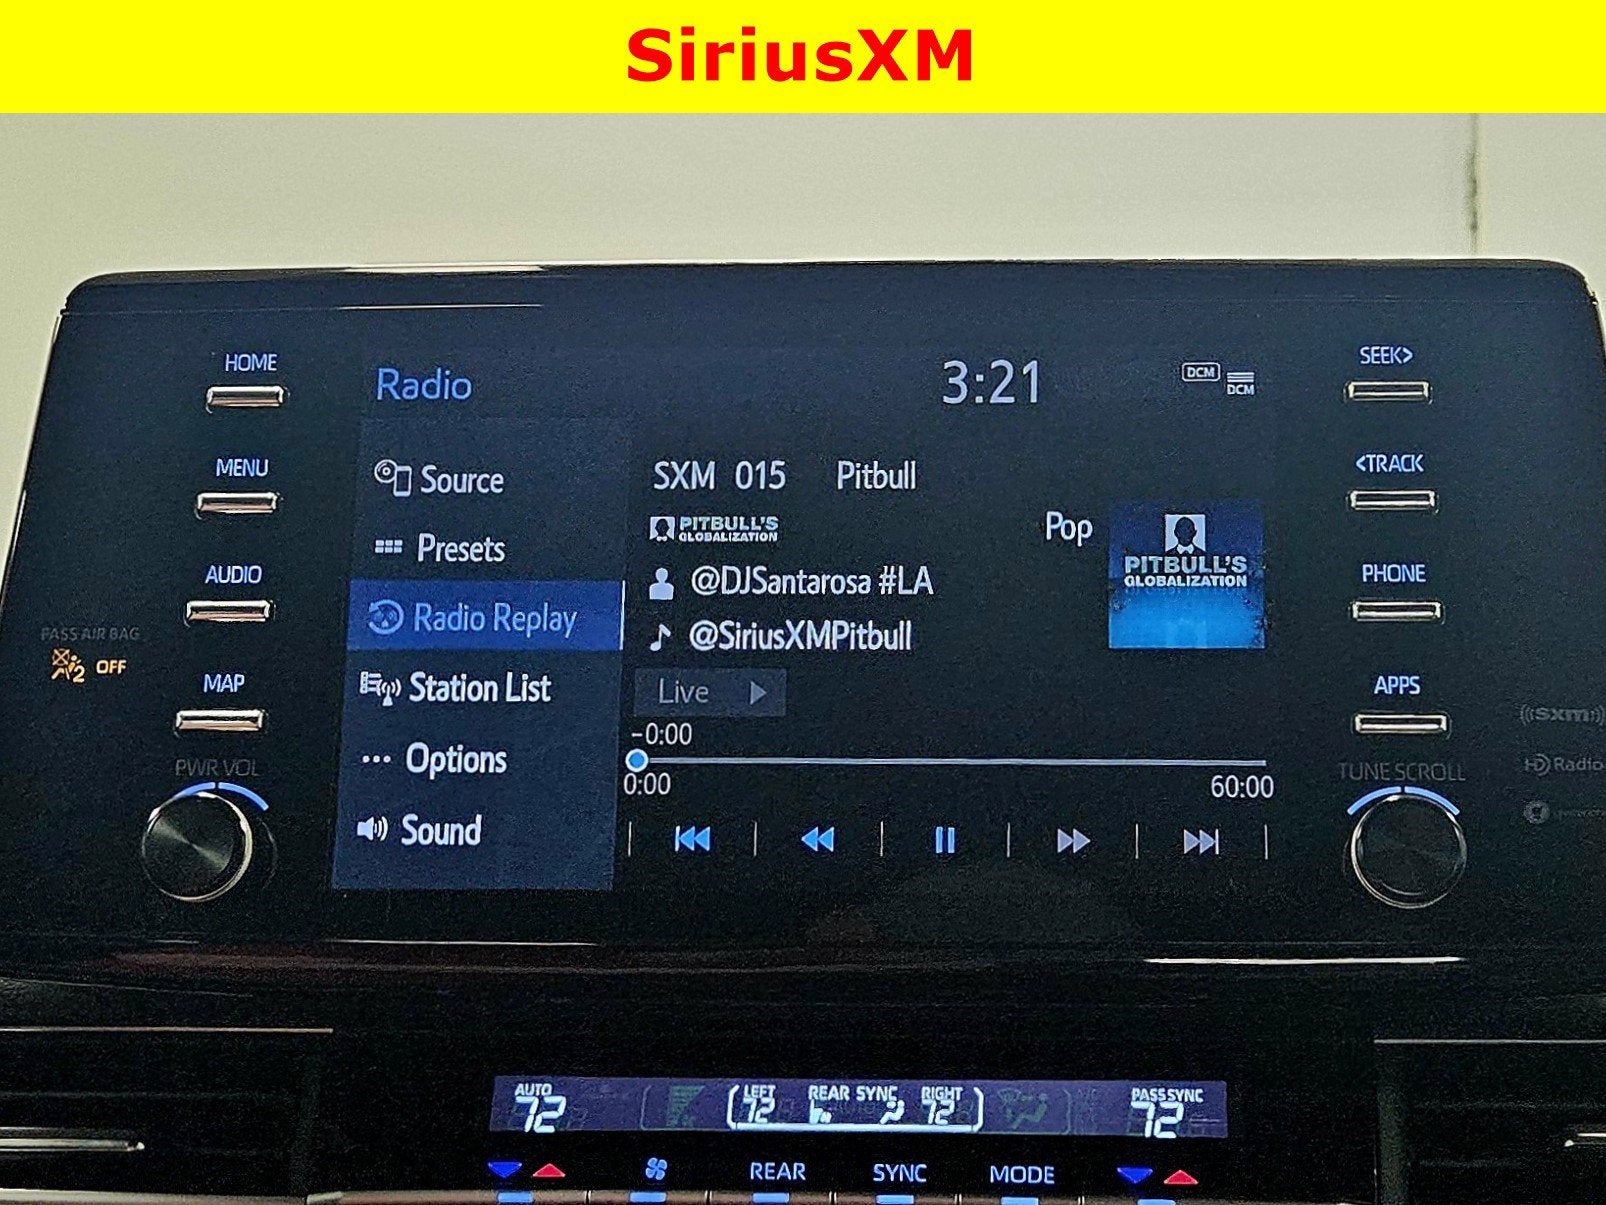 SiriusXM
HOME
MENU
AUDIO
MAP
PWR VOL
PASS AIR BAG
2 OFF
Radio
3:21
DCM
DCM
Source
Presets
Radio Replay
Station List
Options
Sound
SXM 015 Pitbull
PITBULL'S
GLOBALIZATION
Pop
PITBULL'S
GLOBALIZATION
@DJSantarosa #LA
@SiriusXMPitbull
Live
-0:00
0:00
60:00
SEEK>
<TRACK
PHONE
APPS
TUNE SCROLL
SXM
HD Radio
AUTO
72
LEFT
72
REAR SYNC
RIGHT
72
PASS SYNC
72
REAR
SYNC
MODE